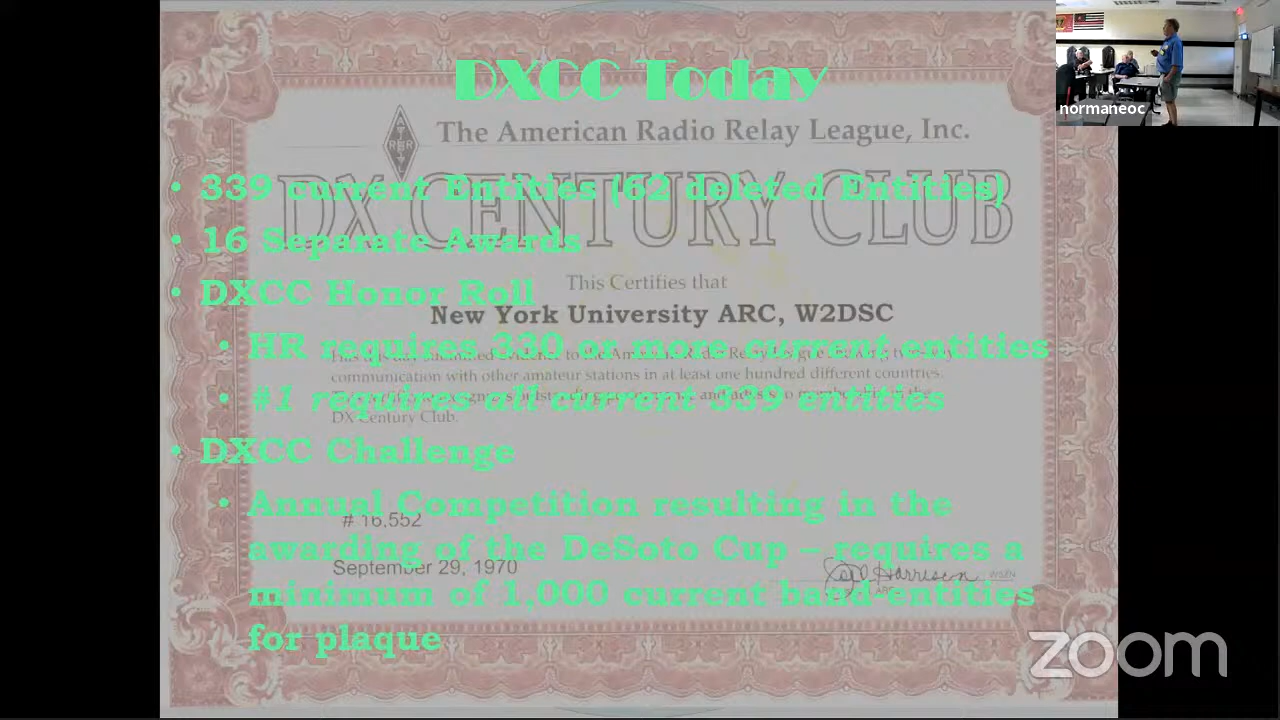 DXCC Today
The American Radio Relay League, Inc.
DX CENTURY CLUB
• 339 current Entities (62 deleted Entities)
• 16 Separate Awards
This Certifies that
• DXCC Honor Roll
New York University ARC, W2DSC
• HR requires 330 or more current entities
communication with other amateur stations in at least one hundred different countries.
• #1 requires all current 339 entities
DX Century Club.
• DXCC Challenge
• Annual Competition resulting in the
# 16,552
awarding of the DeSoto Cup – requires a
September 29, 1970
minimum of 1,000 current band-entities
for plaque
normaneoc
zoom